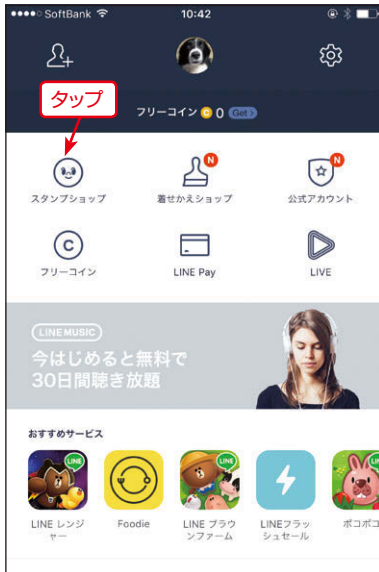 SoftBank 10:42
タップ
フリーコイン C 0 Get >
スタンプショップ 着せかえショップ 公式アカウント
N N
C
フリーコイン LINE Pay LIVE
LINE MUSIC
今はじめると無料で
30日間聴き放題
おすすめサービス
LINE LINE LINE
LINE レンジ Foodie LINE ブラウ LINEフラッ ポコポコ
ャー ンファーム シュセール